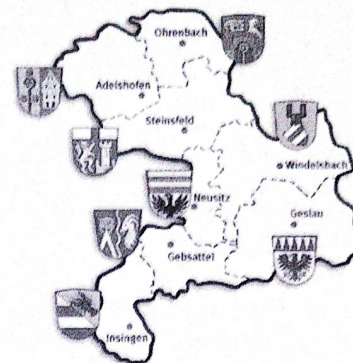 Ohrenbach
Adelshofen
Steinsfeld
Windelsbach
Neusitz
Geslau
Gebsattel
Insingen